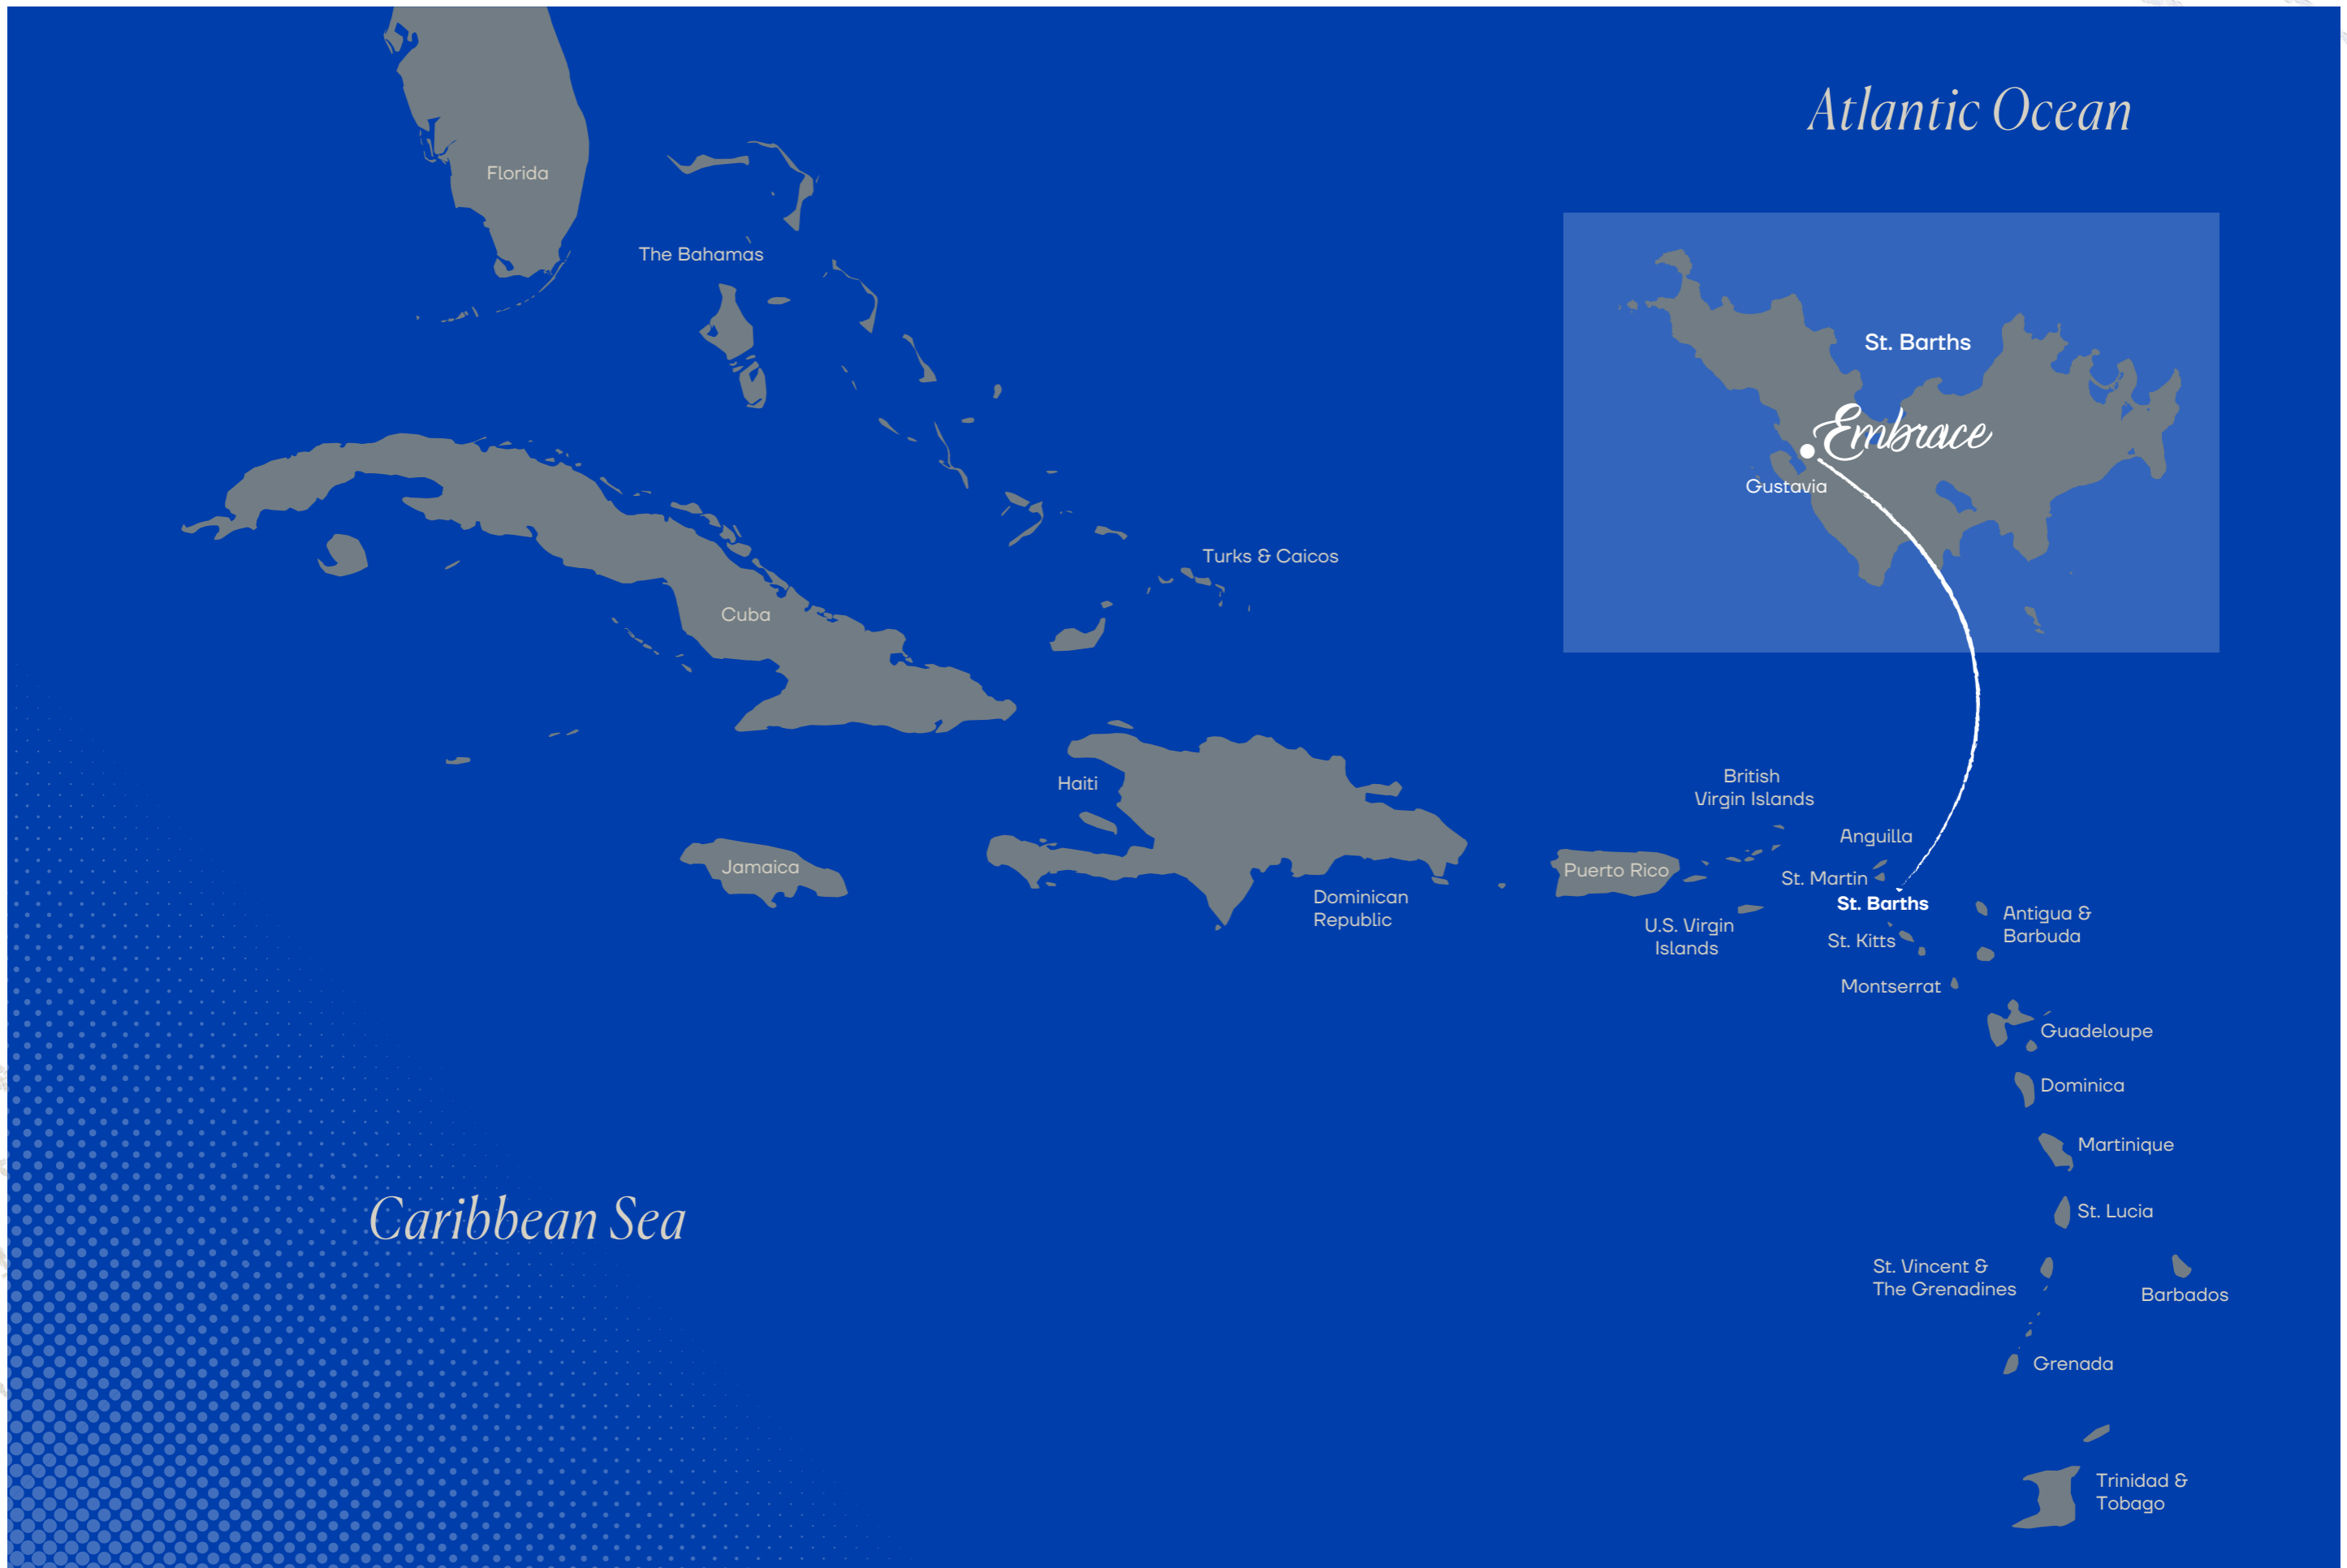 Atlantic Ocean
Florida
The Bahamas
St. Barths
Embrace
Gustavia
Turks & Caicos
Cuba
Haiti
British
Virgin Islands
Anguilla
Jamaica
Puerto Rico
St. Martin
Dominican
Republic
St. Barths
Antigua &
Barbuda
U.S. Virgin
Islands
St. Kitts
Montserrat
Guadeloupe
Dominica
Martinique
Caribbean Sea
St. Lucia
St. Vincent &
The Grenadines
Barbados
Grenada
Trinidad &
Tobago